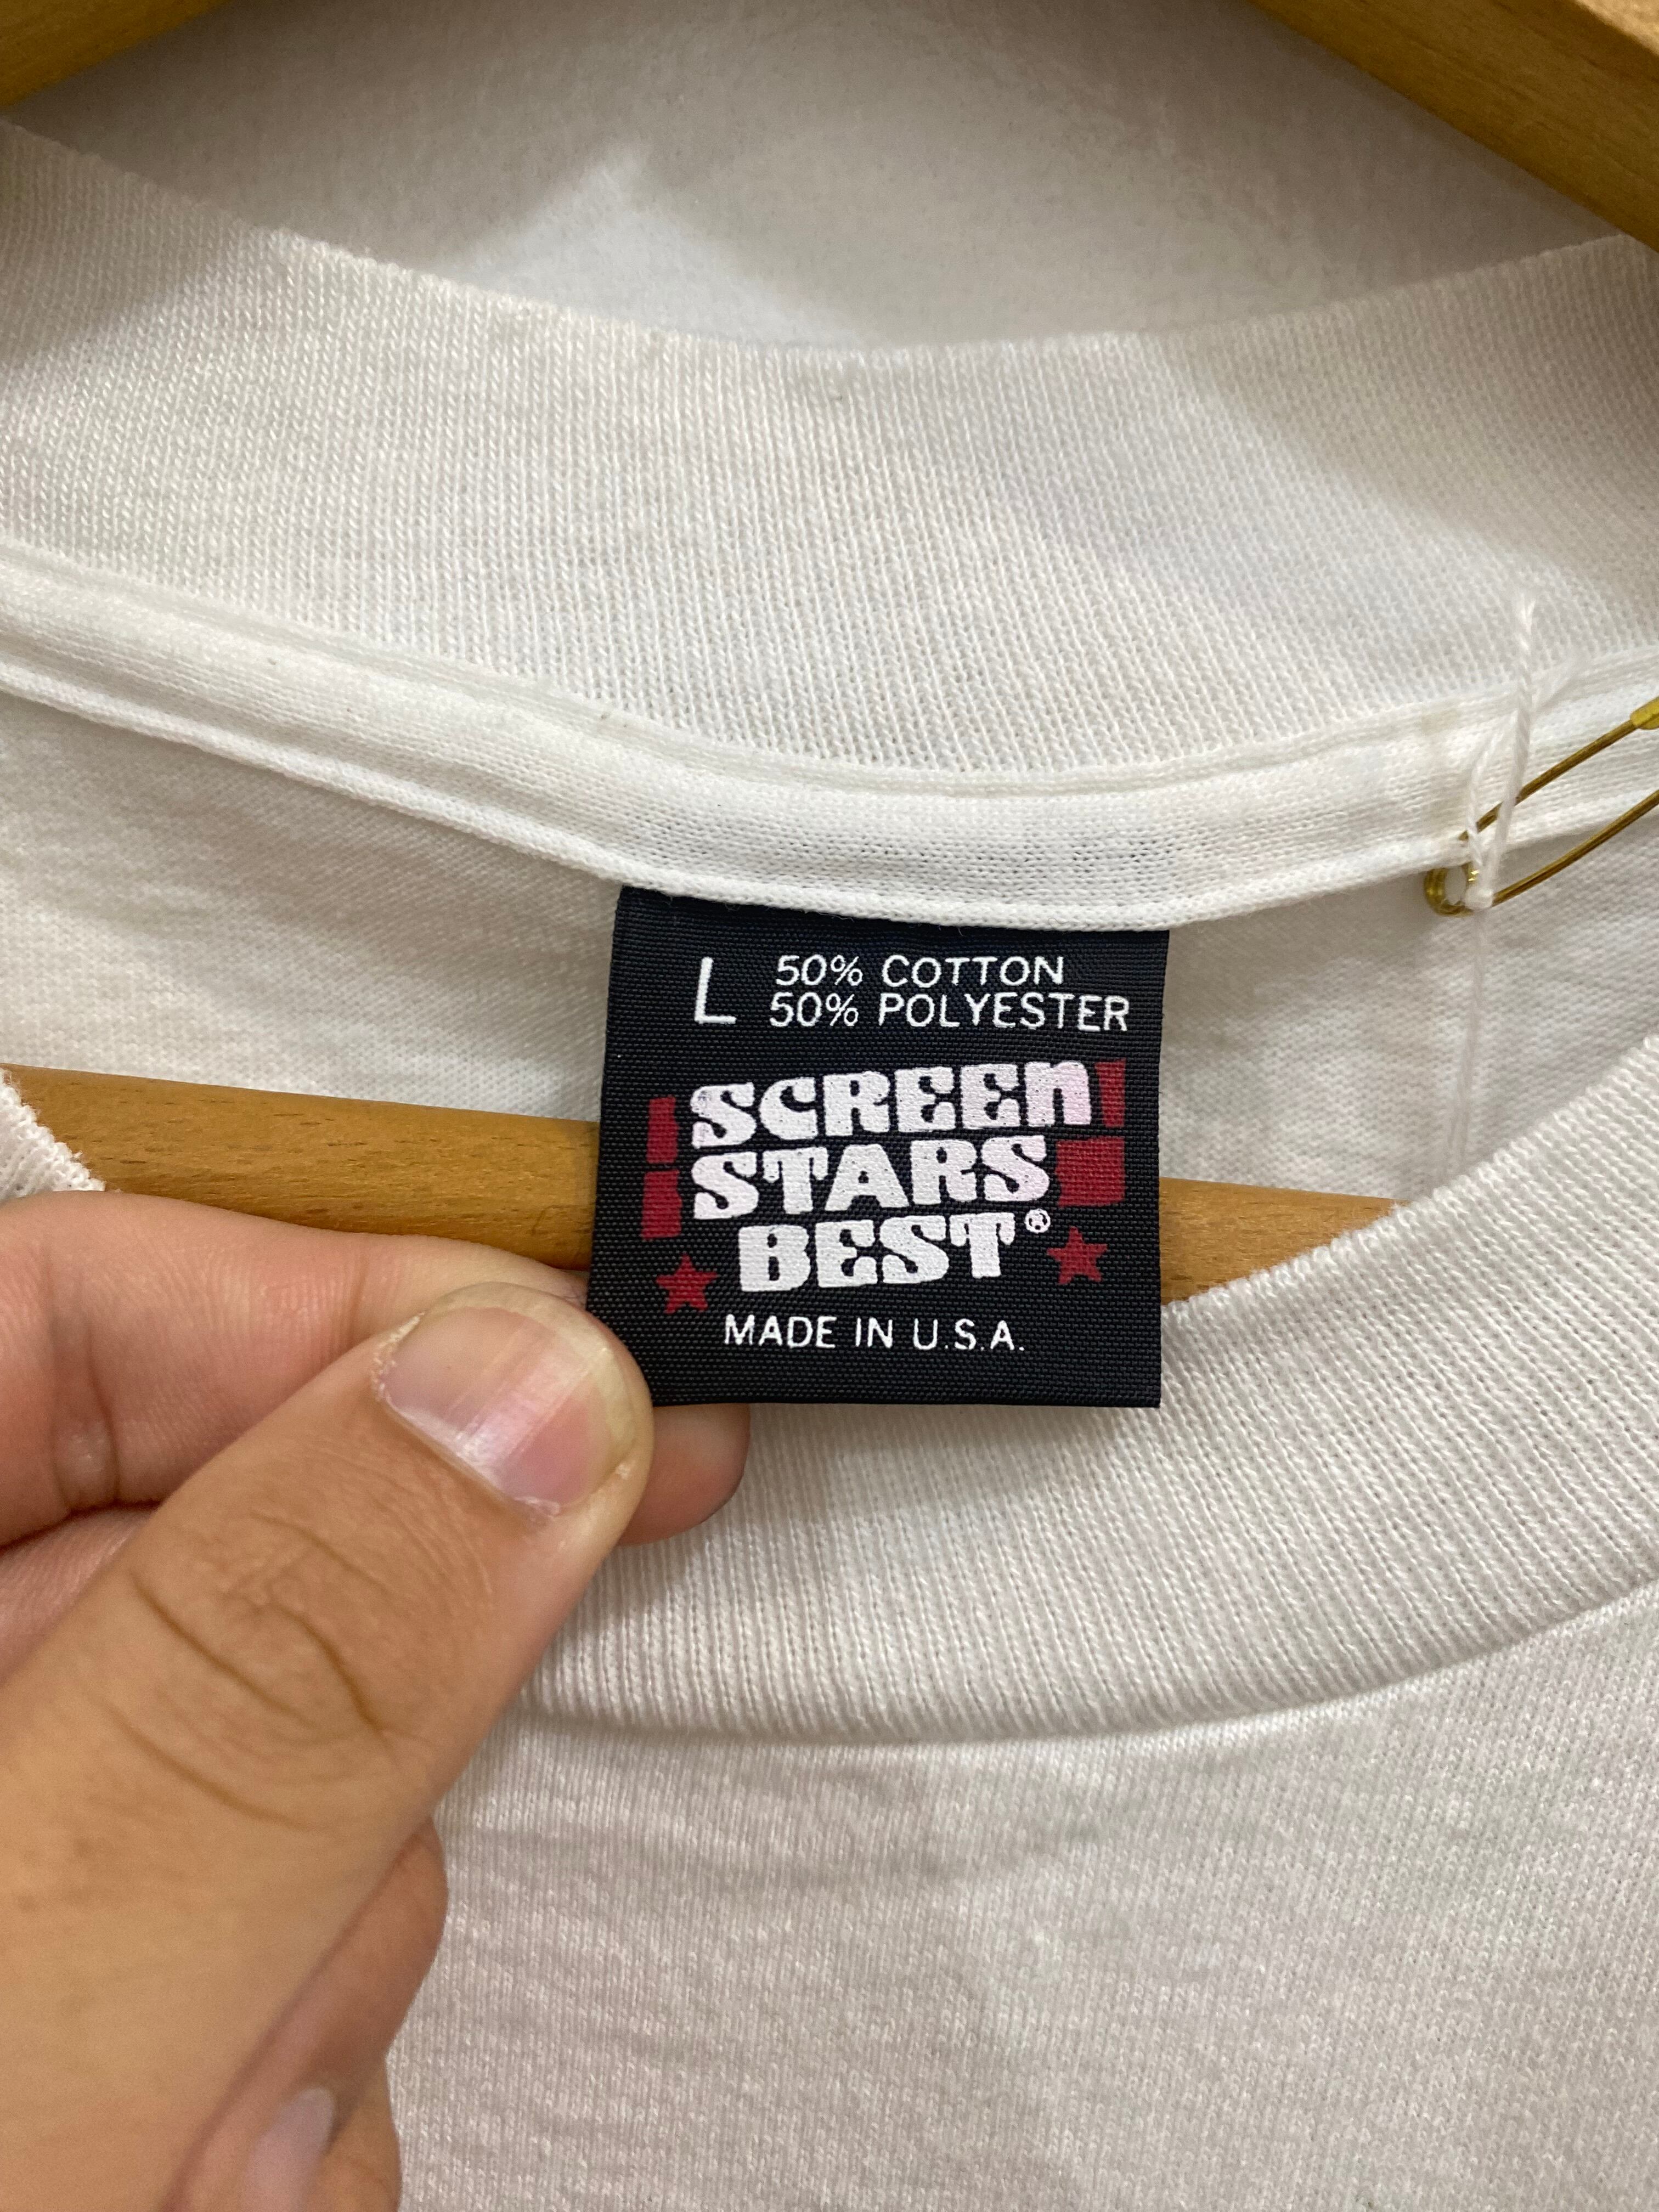 L 50% COTTON
50% POLYESTER
SCREEN
STARS
BEST®
MADE IN U.S.A.